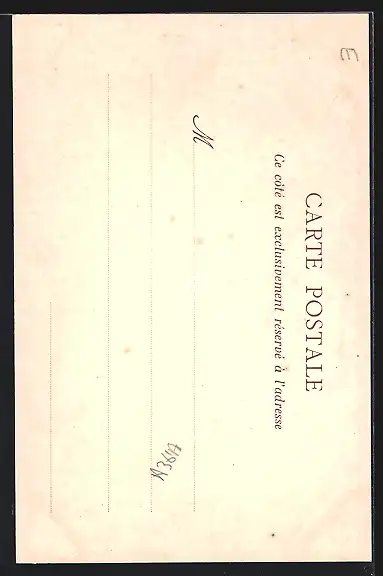 E
CARTE POSTALE
Ce côté est exclusivement réservé à l'adresse
M